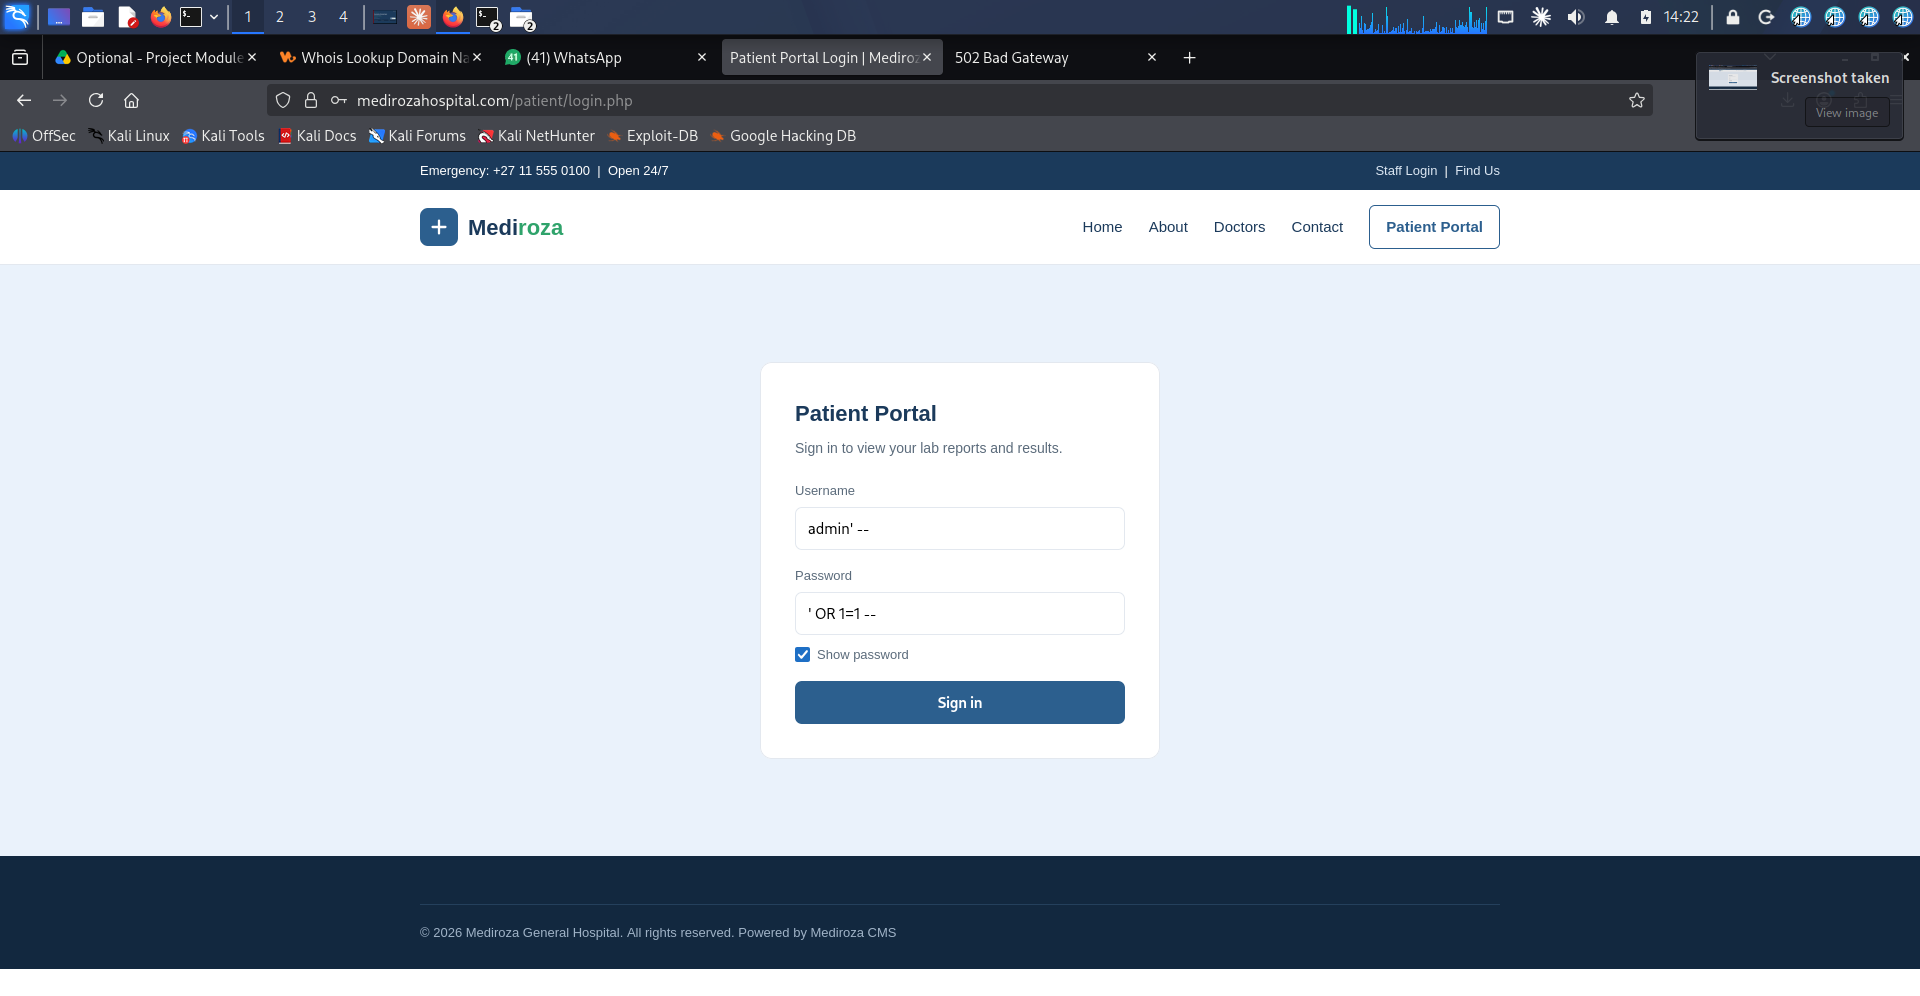 1 2 3 4 2 2 14:22
Optional - Project Module Whois Lookup Domain Na 41 (41) WhatsApp Patient Portal Login | Mediroz 502 Bad Gateway
Screenshot taken
View image
medirozahospital.com/patient/login.php
OffSec Kali Linux Kali Tools Kali Docs Kali Forums Kali NetHunter Exploit-DB Google Hacking DB
Emergency: +27 11 555 0100 | Open 24/7 Staff Login | Find Us
Mediroza Home About Doctors Contact Patient Portal
Patient Portal
Sign in to view your lab reports and results.
Username
admin' --
Password
' OR 1=1 --
Show password
Sign in
© 2026 Mediroza General Hospital. All rights reserved. Powered by Mediroza CMS